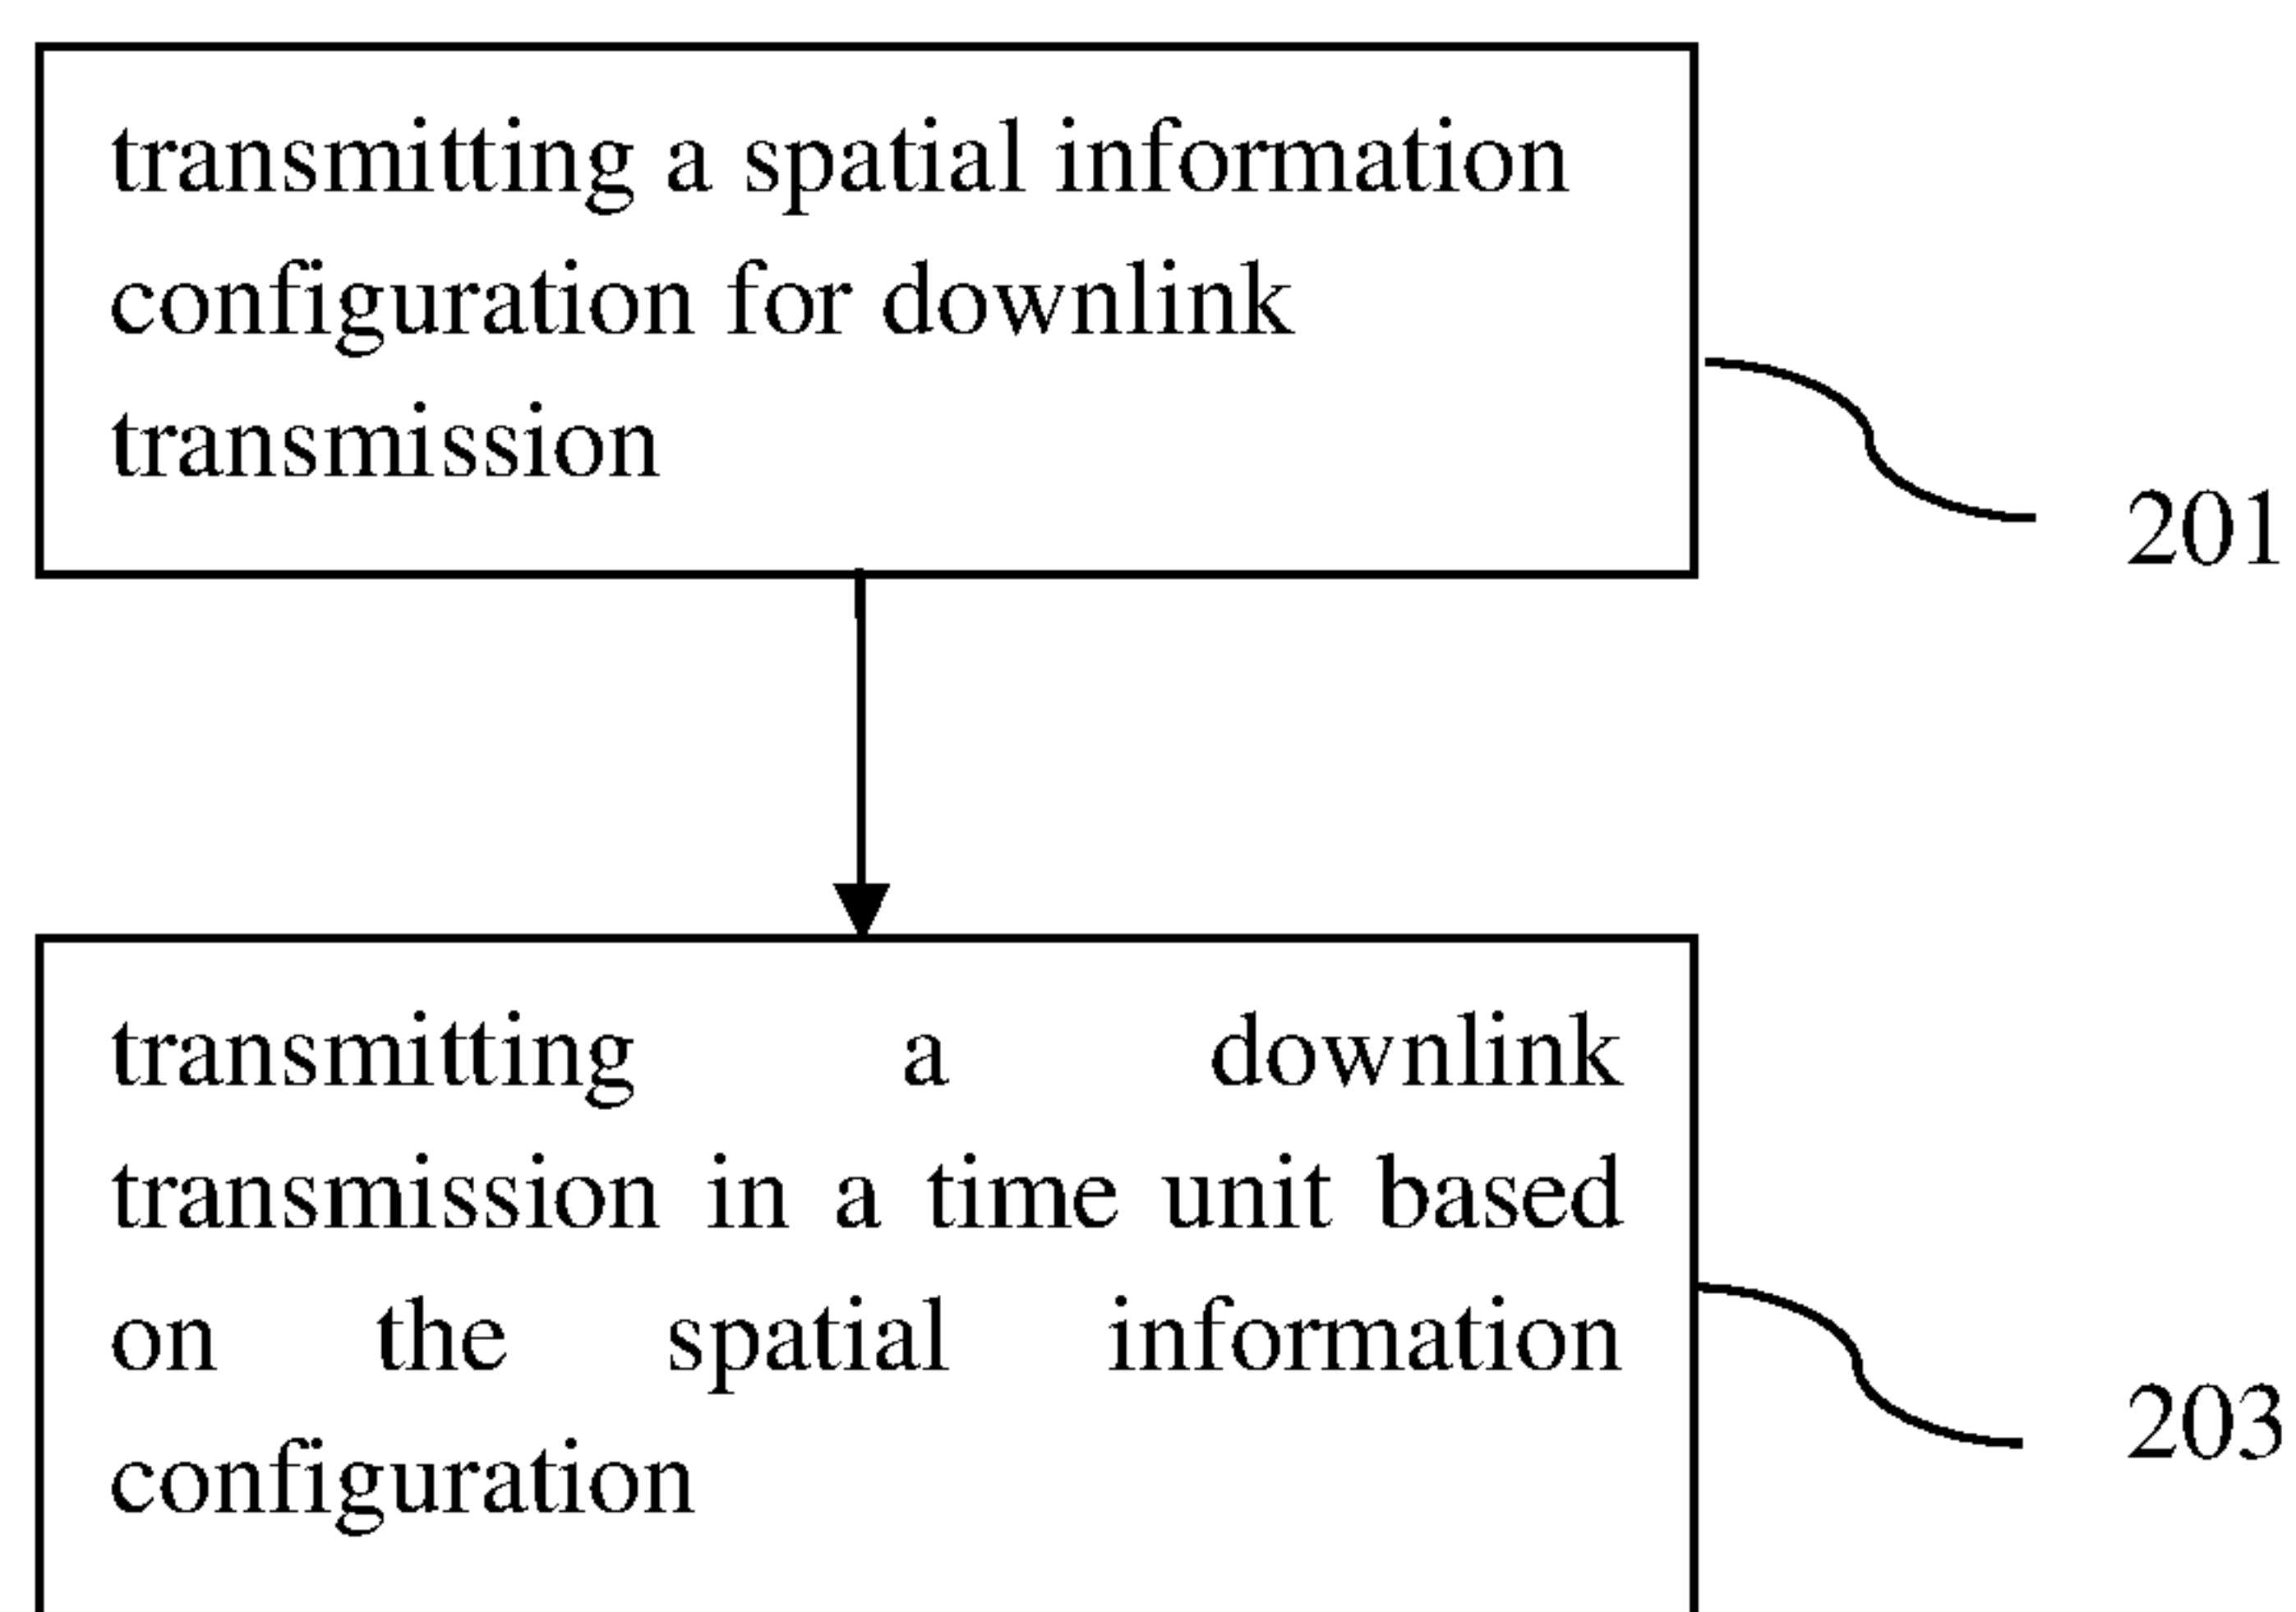 transmitting a spatial information
configuration for downlink
transmission
201
transmitting a downlink
transmission in a time unit based
on the spatial information
configuration
203